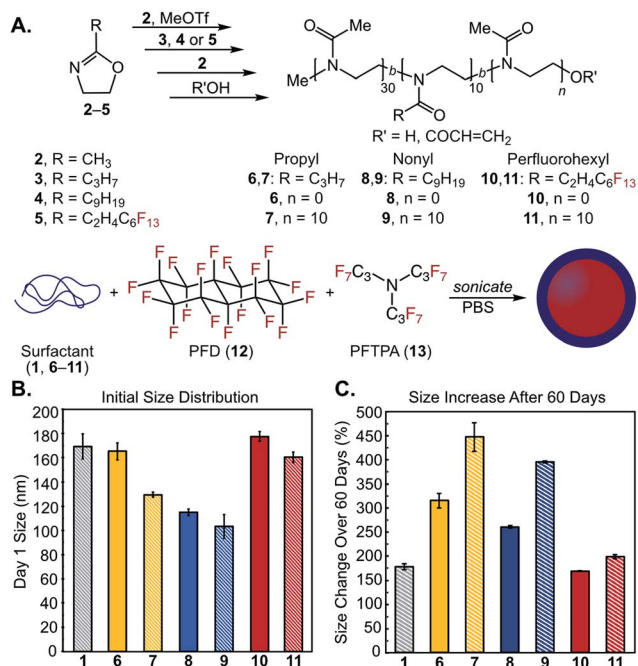 A.
R
N
O
2–5
2, MeOTf
3, 4 or 5
2
R'OH
Me
O
Me
N
b
30
N
R
O
b
10
Me
O
N
n
OR'
R' = H, COCH=CH2
2, R = CH3
3, R = C3H7
4, R = C9H19
5, R = C2H4C6F13
Propyl
6,7: R = C3H7
6, n = 0
7, n = 10
Nonyl
8,9: R = C9H19
8, n = 0
9, n = 10
Perfluorohexyl
10,11: R = C2H4C6F13
10, n = 0
11, n = 10
Surfactant
(1, 6–11)
+
F F F F F F F F F F F F F F F F F F
PFD (12)
+
F7C3 N C3F7
C3F7
PFTPA (13)
sonicate
PBS
B. Initial Size Distribution
Day 1 Size (nm)
200
180
160
140
120
100
80
60
40
20
0
1 6 7 8 9 10 11
C. Size Increase After 60 Days
Size Change Over 60 Days (%)
450
500
350
300
250
200
150
100
50
0
1 6 7 8 9 10 11